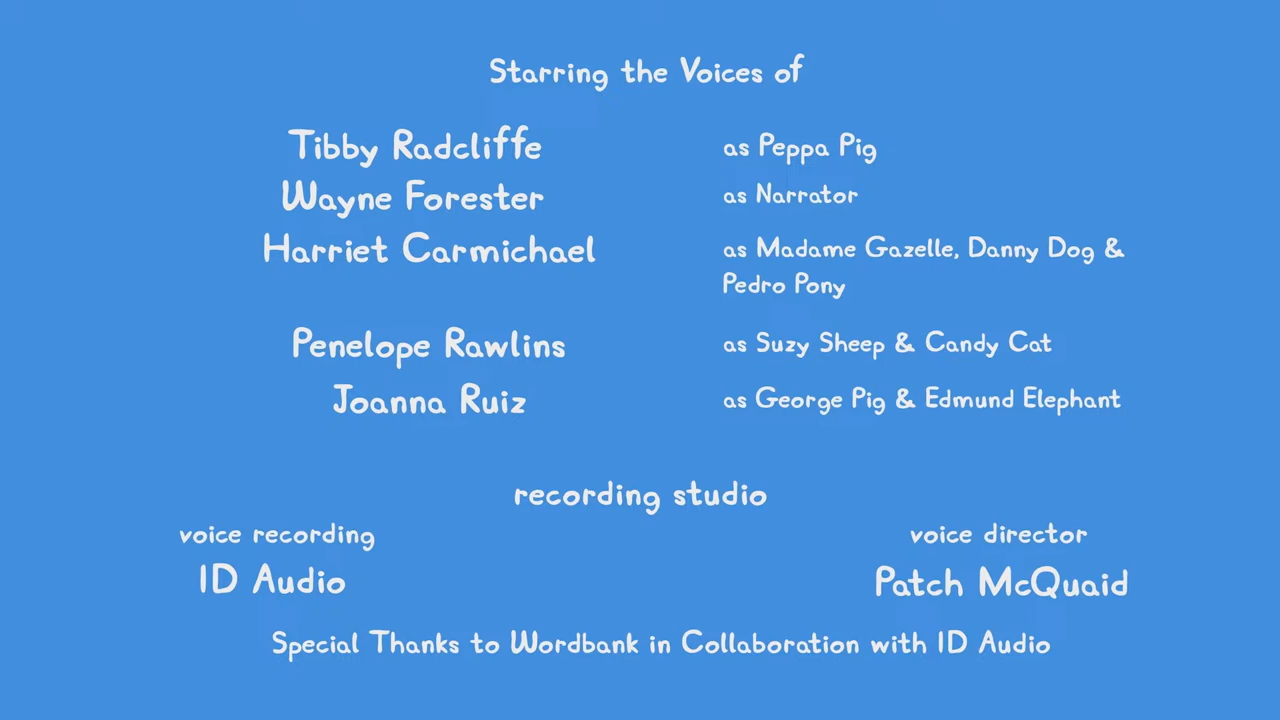 Starring the Voices of
Tibby Radcliffe as Peppa Pig
Wayne Forester as Narrator
Harriet Carmichael as Madame Gazelle, Danny Dog &
Pedro Pony
Penelope Rawlins as Suzy Sheep & Candy Cat
Joanna Ruiz as George Pig & Edmund Elephant
recording studio
voice recording voice director
ID Audio Patch McQuaid
Special Thanks to Wordbank in Collaboration with ID Audio